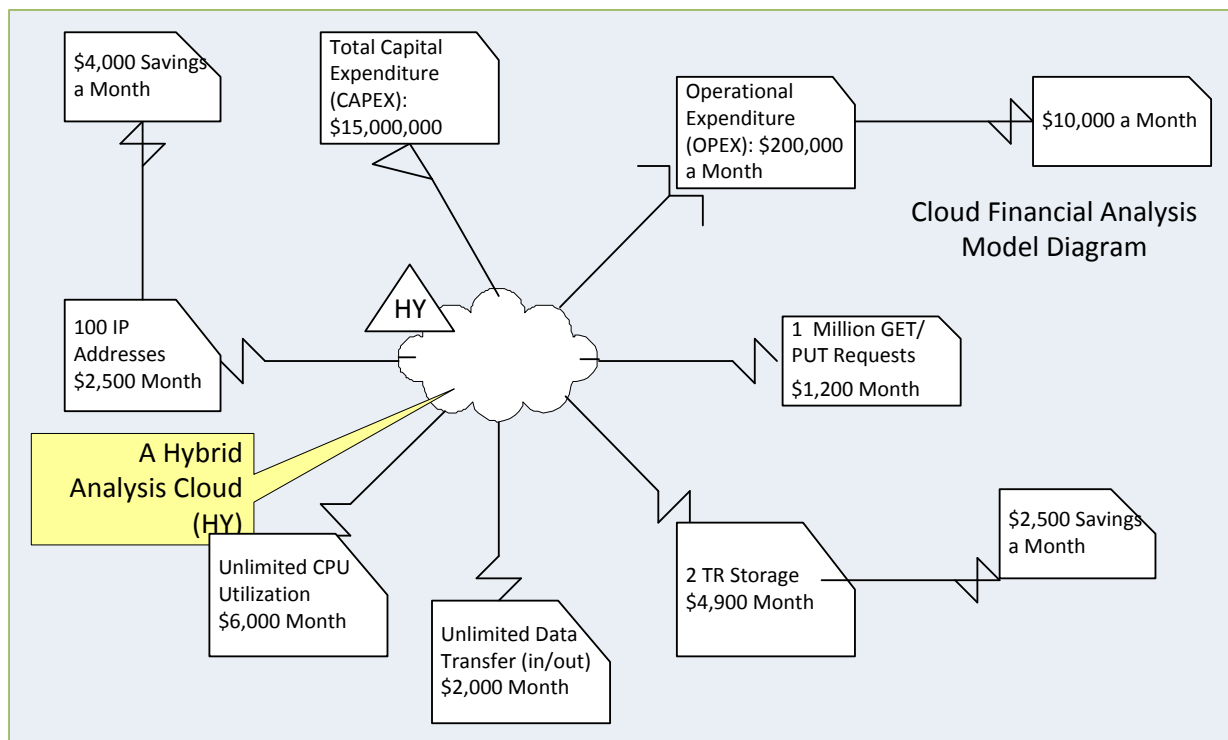 $4,000 Savings
a Month
Total Capital
Expenditure
(CAPEX):
$15,000,000
Operational
Expenditure
(OPEX): $200,000
a Month
$10,000 a Month
Cloud Financial Analysis
Model Diagram
HY
100 IP
Addresses
$2,500 Month
1 Million GET/
PUT Requests
$1,200 Month
A Hybrid
Analysis Cloud
(HY)
Unlimited CPU
Utilization
$6,000 Month
Unlimited Data
Transfer (in/out)
$2,000 Month
2 TR Storage
$4,900 Month
$2,500 Savings
a Month